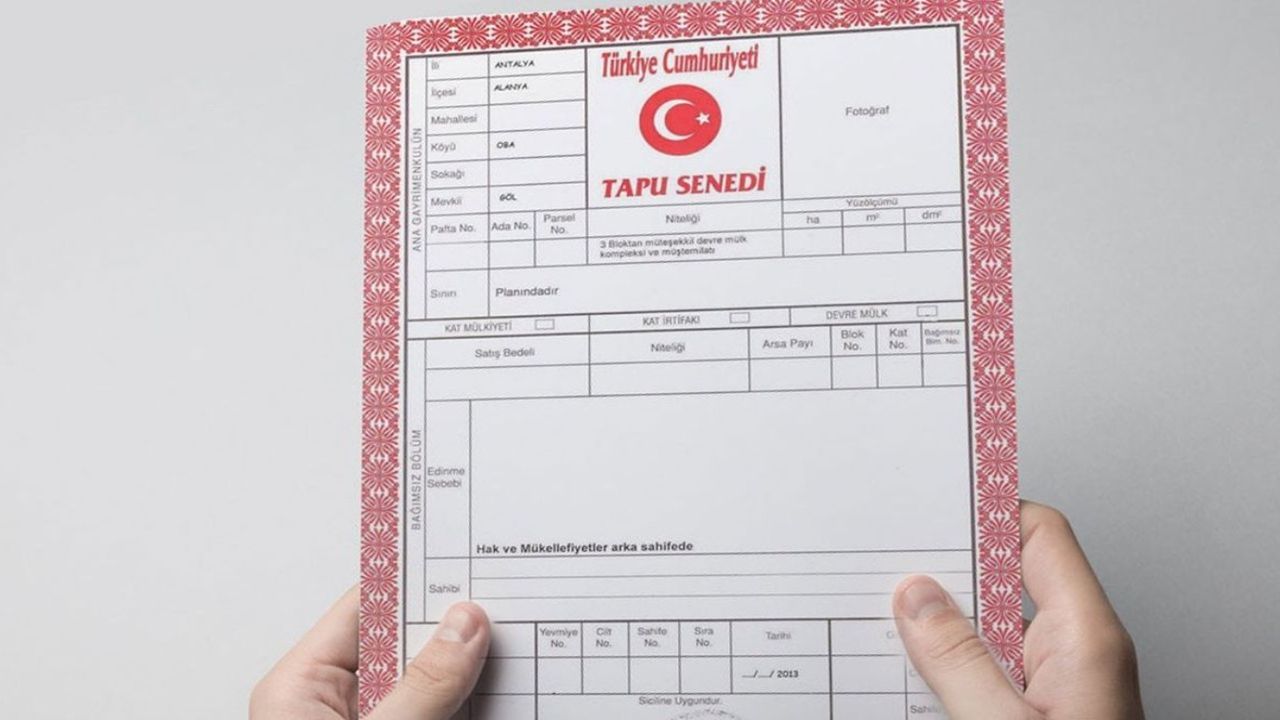 ANA GAYRİMENKULÜN
İli ANTALYA
İlçesi ALANYA
Mahallesi
Köyü OBA
Sokağı
Mevkii GÖL
Türkiye Cumhuriyeti
TAPU SENEDİ
Fotoğraf
Pafta No. Ada No. Parsel No. Niteliği
Yüzölçümü
ha m² dm²
3 Bloktan müteşekkil devre mülk
kompleksi ve müştemilatı
Sınırı Planındadır
KAT MÜLKİYETİ KAT İRTİFAKI DEVRE MÜLK
BAĞIMSIZ BÖLÜM
Satış Bedeli Niteliği Arsa Payı Blok No. Kat No. Bağımsız Blm. No.
Edinme
Sebebi
Hak ve Mükellefiyetler arka sahifede
Sahibi
Yevmiye No. Cilt No. Sahife No. Sıra No. Tarihi
.../.../ 2013
Siciline Uygundur.